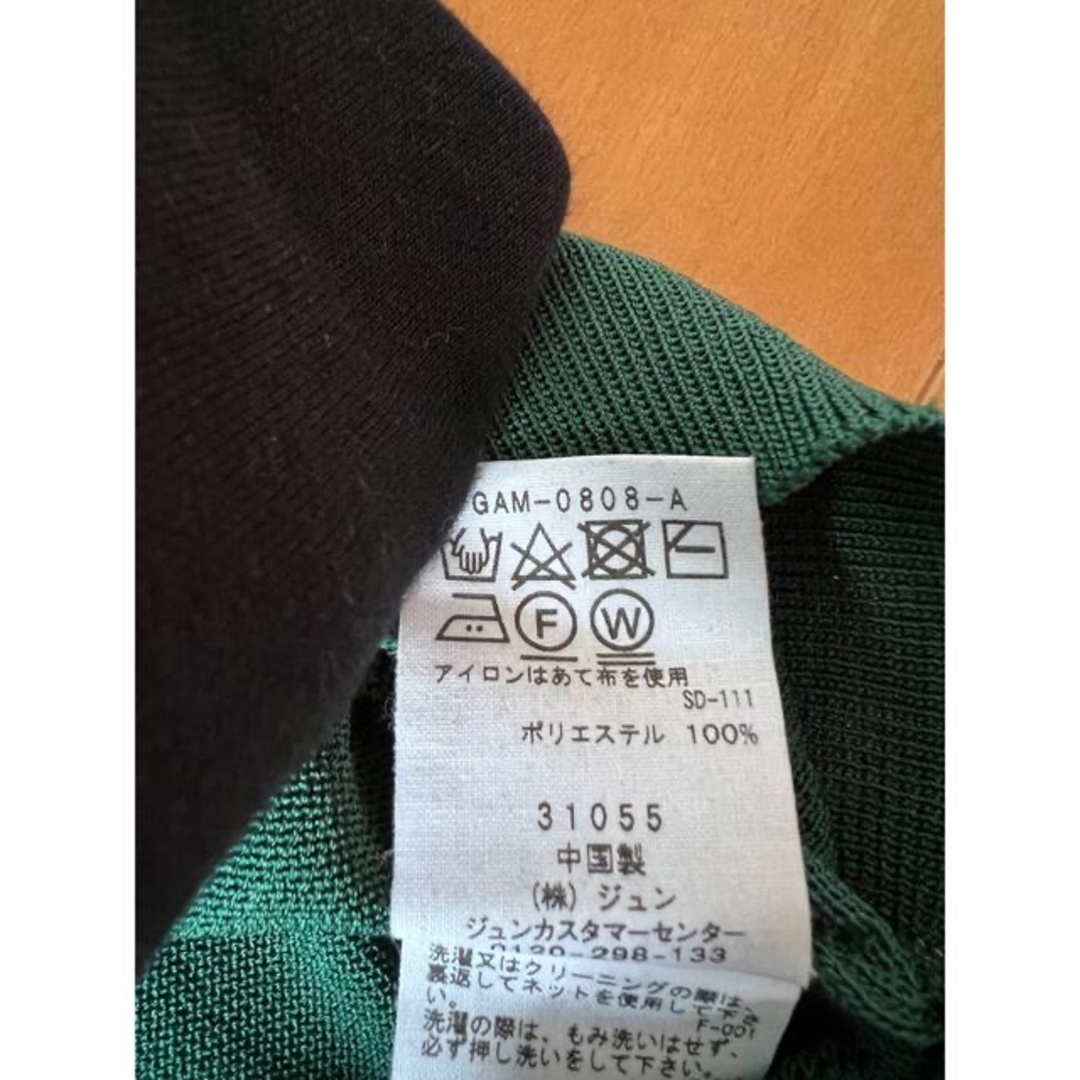 GAM-0808-A
F W
アイロンはあて布を使用
SD-111
ポリエステル 100%
31055
中国製
(株) ジュン
ジュンカスタマーセンター
0120-298-133
洗濯又はクリーニングの際は、
裏返してネットを使用して下さ
い。
F-001
洗濯の際は、もみ洗いはせず、
必ず押し洗いをして下さい。